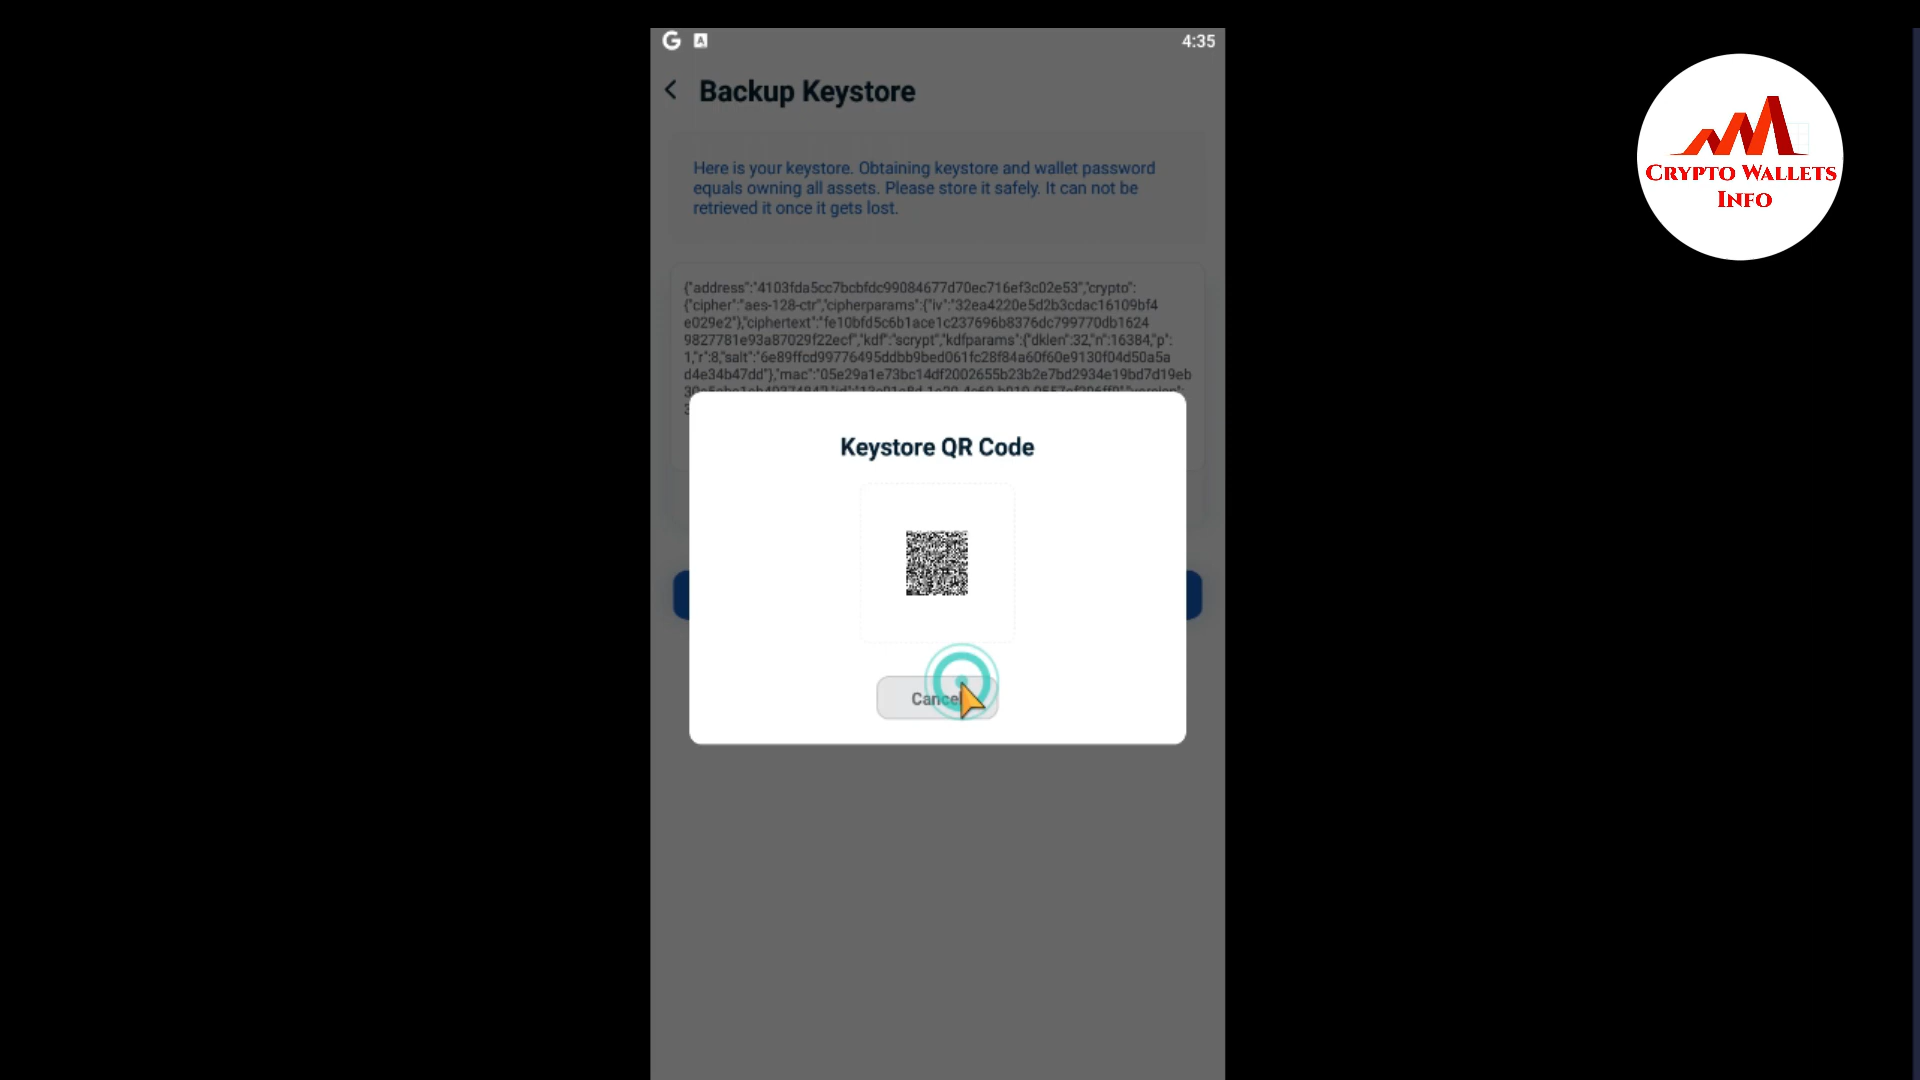 G A 4:35
Backup Keystore
Here is your keystore. Obtaining keystore and wallet password
equals owning all assets. Please store it safely. It can not be
retrieved it once it gets lost.
{"address":"4103fda5cc7bcbfdc99084677d70ec716ef3c02e53","crypto":
{"cipher":"aes-128-ctr","cipherparams":{"iv":"32ea4220e5d2b3cdac16109bf4
e029e2"},"ciphertext":"fe10bfd5c6b1ace1c237696b8376dc799770db1624
9827781e93a87029f22ecf","kdf":"scrypt","kdfparams":{"dklen":32,"n":16384,"p":
1,"r":8,"salt":"6e89ffcd99776495ddbb9bed061fc28f84a60f60e9130f04d50a5a
d4e34b47dd"},"mac":"05e29a1e73bc14df2002655b23b2e7bd2934e19bd7d19eb
Keystore QR Code
Cancel
CRYPTO WALLETS
INFO